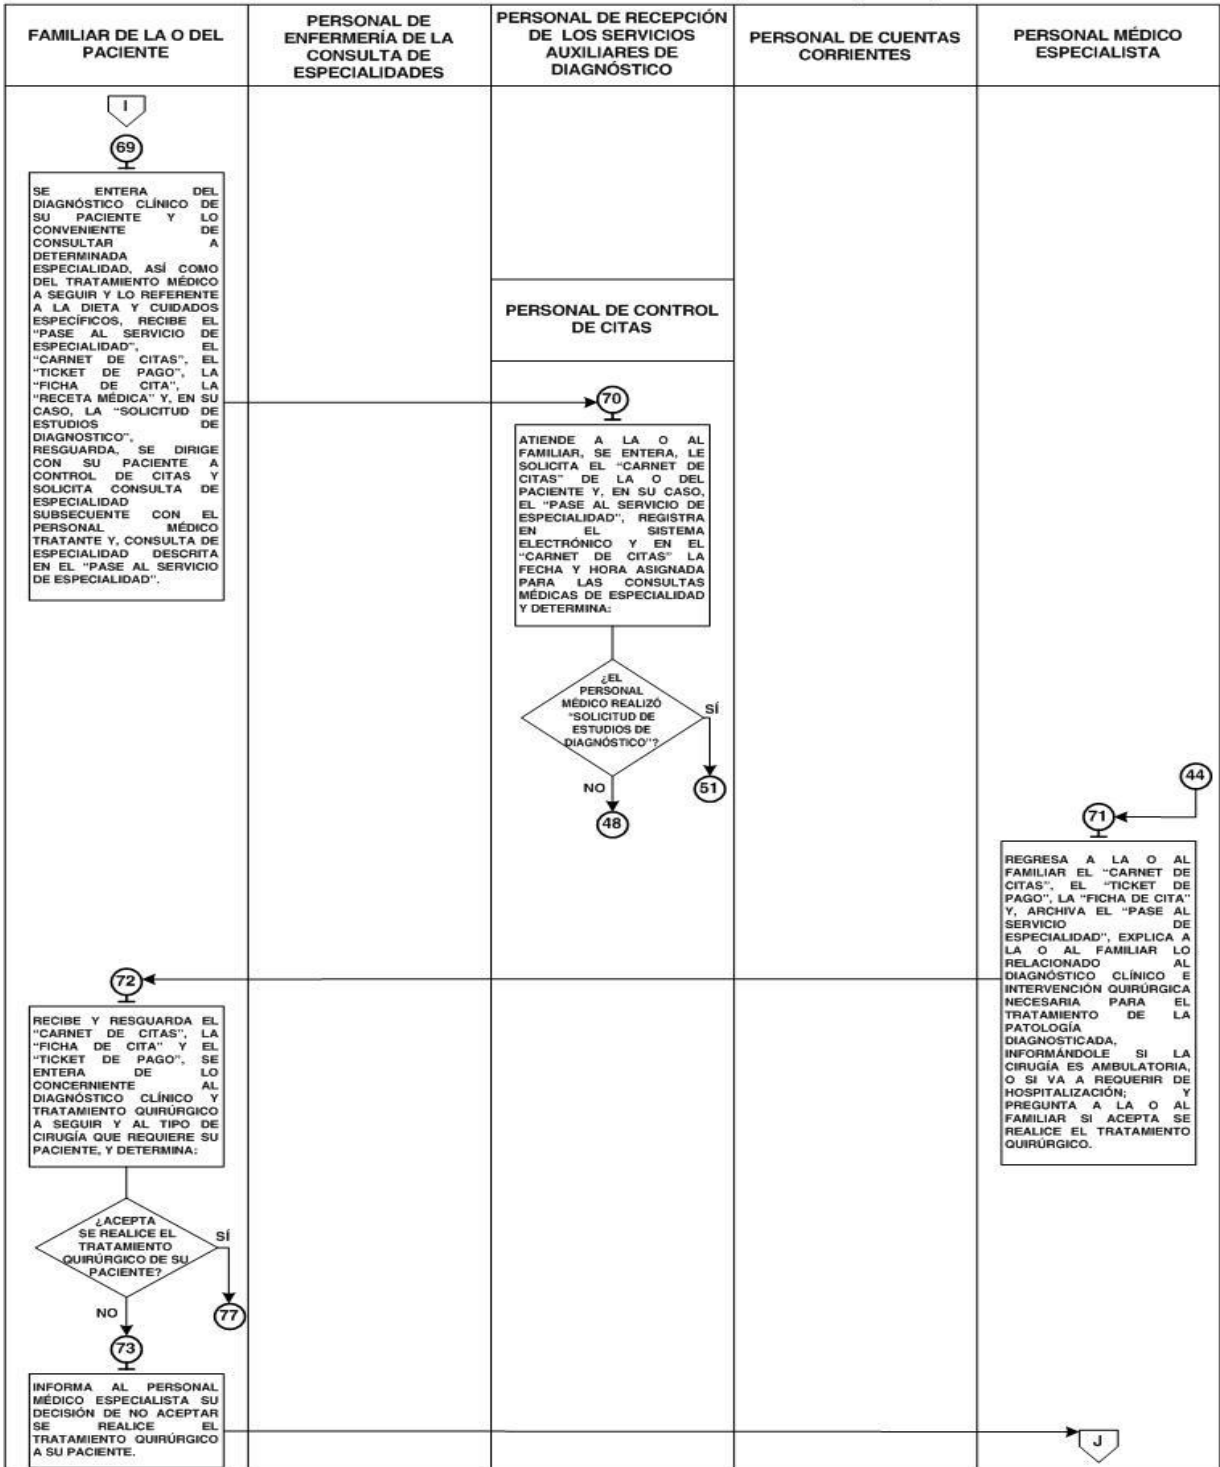 FAMILIAR DE LA O DEL
PACIENTE
PERSONAL DE
ENFERMERÍA DE LA
CONSULTA DE
ESPECIALIDADES
PERSONAL DE RECEPCIÓN
DE LOS SERVICIOS
AUXILIARES DE
DIAGNÓSTICO
PERSONAL DE CUENTAS
CORRIENTES
PERSONAL MÉDICO
ESPECIALISTA
I
69
SE ENTERA DEL
DIAGNÓSTICO CLÍNICO DE
SU PACIENTE Y LO
CONVENIENTE DE
CONSULTAR A
DETERMINADA
ESPECIALIDAD, ASÍ COMO
DEL TRATAMIENTO MÉDICO
A SEGUIR Y LO REFERENTE
A LA DIETA Y CUIDADOS
ESPECÍFICOS, RECIBE EL
“PASE AL SERVICIO DE
ESPECIALIDAD”, EL
“CARNET DE CITAS”, EL
“TICKET DE PAGO”, LA
“FICHA DE CITA”, LA
“RECETA MÉDICA” Y, EN SU
CASO, LA “SOLICITUD DE
ESTUDIOS DE
DIAGNOSTICO”,
RESGUARDA, SE DIRIGE
CON SU PACIENTE A
CONTROL DE CITAS Y
SOLICITA CONSULTA DE
ESPECIALIDAD
SUBSECUENTE CON EL
PERSONAL MÉDICO
TRATANTE Y, CONSULTA DE
ESPECIALIDAD DESCRITA
EN EL “PASE AL SERVICIO
DE ESPECIALIDAD”.
PERSONAL DE CONTROL
DE CITAS
70
ATIENDE A LA O AL
FAMILIAR, SE ENTERA, LE
SOLICITA EL “CARNET DE
CITAS” DE LA O DEL
PACIENTE Y, EN SU CASO,
EL “PASE AL SERVICIO DE
ESPECIALIDAD”, REGISTRA
EN EL SISTEMA
ELECTRÓNICO Y EN EL
“CARNET DE CITAS” LA
FECHA Y HORA ASIGNADA
PARA LAS CONSULTAS
MÉDICAS DE ESPECIALIDAD
Y DETERMINA:
¿EL
PERSONAL
MÉDICO REALIZÓ
“SOLICITUD DE
ESTUDIOS DE
DIAGNÓSTICO”?
SÍ
51
NO
48
44
71
REGRESA A LA O AL
FAMILIAR EL “CARNET DE
CITAS”, EL “TICKET DE
PAGO”, LA “FICHA DE CITA”
Y, ARCHIVA EL “PASE AL
SERVICIO DE
ESPECIALIDAD”, EXPLICA A
LA O AL FAMILIAR LO
RELACIONADO AL
DIAGNÓSTICO CLÍNICO E
INTERVENCIÓN QUIRÚRGICA
NECESARIA PARA EL
TRATAMIENTO DE LA
PATOLOGÍA
DIAGNOSTICADA,
INFORMÁNDOLE SI LA
CIRUGÍA ES AMBULATORIA,
O SI VA A REQUERIR DE
HOSPITALIZACIÓN; Y
PREGUNTA A LA O AL
FAMILIAR SI ACEPTA SE
REALICE EL TRATAMIENTO
QUIRÚRGICO.
72
RECIBE Y RESGUARDA EL
“CARNET DE CITAS”, LA
“FICHA DE CITA” Y EL
“TICKET DE PAGO”, SE
ENTERA DE LO
CONCERNIENTE AL
DIAGNÓSTICO CLÍNICO Y
TRATAMIENTO QUIRÚRGICO
A SEGUIR Y AL TIPO DE
CIRUGÍA QUE REQUIERE SU
PACIENTE, Y DETERMINA:
¿ACEPTA
SE REALICE EL
TRATAMIENTO
QUIRÚRGICO DE SU
PACIENTE?
SÍ
77
NO
73
INFORMA AL PERSONAL
MÉDICO ESPECIALISTA SU
DECISIÓN DE NO ACEPTAR
SE REALICE EL
TRATAMIENTO QUIRÚRGICO
A SU PACIENTE.
J